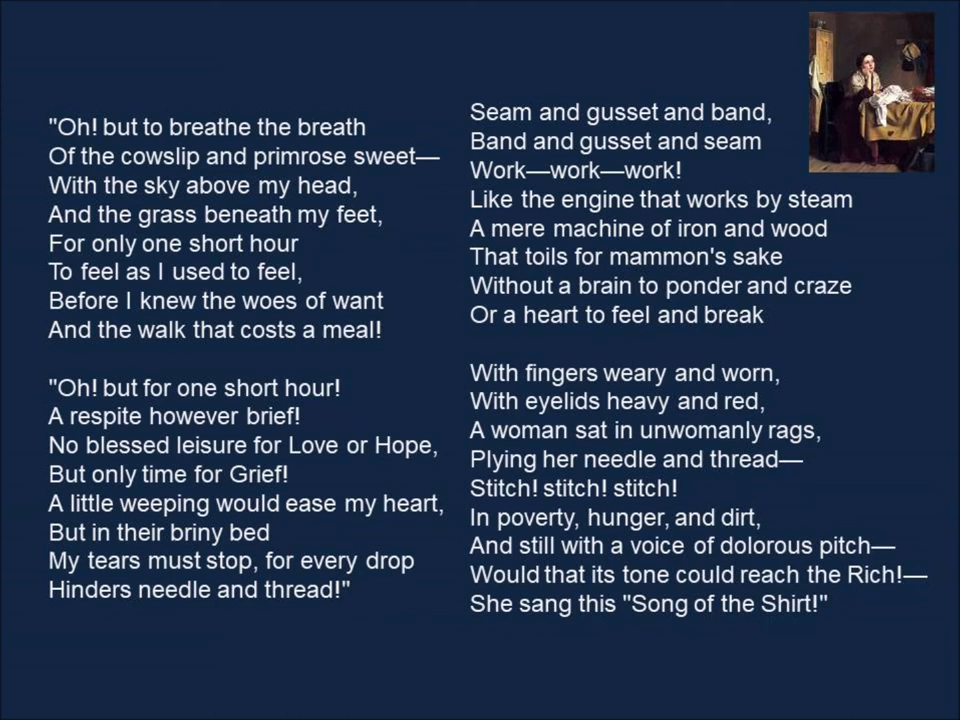 "Oh! but to breathe the breath
Of the cowslip and primrose sweet—
With the sky above my head,
And the grass beneath my feet,
For only one short hour
To feel as I used to feel,
Before I knew the woes of want
And the walk that costs a meal!

"Oh! but for one short hour!
A respite however brief!
No blessed leisure for Love or Hope,
But only time for Grief!
A little weeping would ease my heart,
But in their briny bed
My tears must stop, for every drop
Hinders needle and thread!"

Seam and gusset and band,
Band and gusset and seam
Work—work—work!
Like the engine that works by steam
A mere machine of iron and wood
That toils for mammon's sake
Without a brain to ponder and craze
Or a heart to feel and break

With fingers weary and worn,
With eyelids heavy and red,
A woman sat in unwomanly rags,
Plying her needle and thread—
Stitch! stitch! stitch!
In poverty, hunger, and dirt,
And still with a voice of dolorous pitch—
Would that its tone could reach the Rich!—
She sang this "Song of the Shirt!"